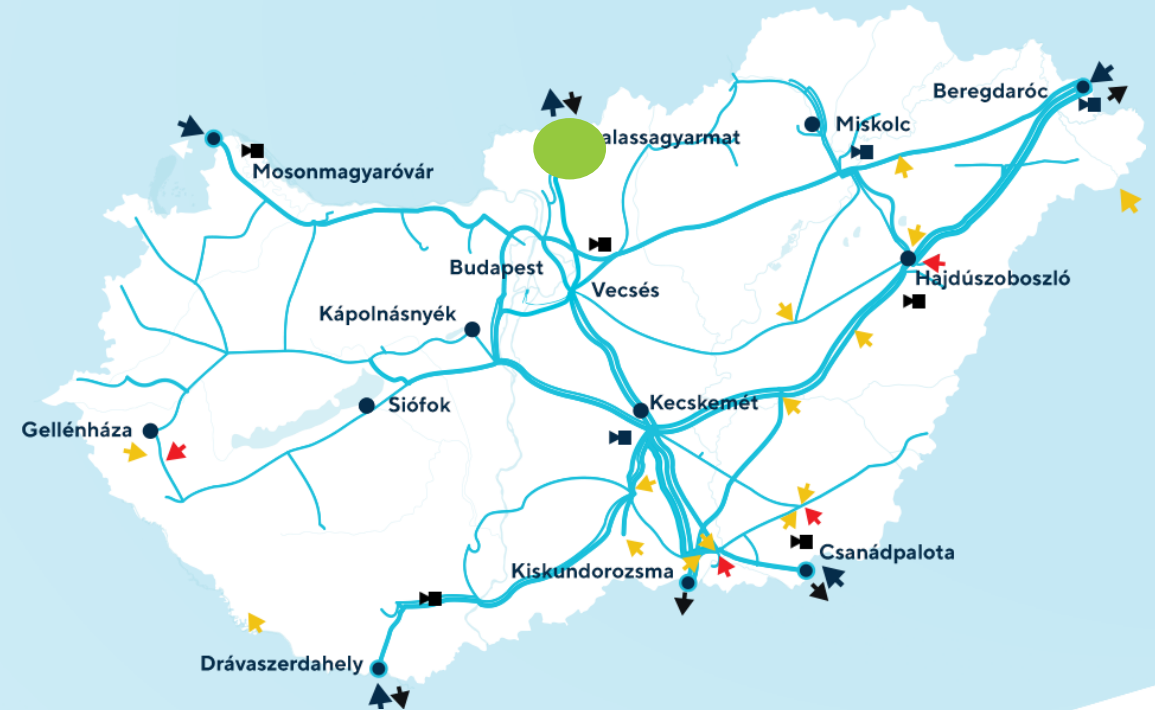 Beregdaróc
Miskolc
alassagyarmat
Mosonmagyaróvár
Budapest
Hajdúszoboszló
Vecsés
Kápolnásnyék
Siófok
Kecskemét
Gellénháza
Csanádpalota
Kiskundorozsma
Drávaszerdahely